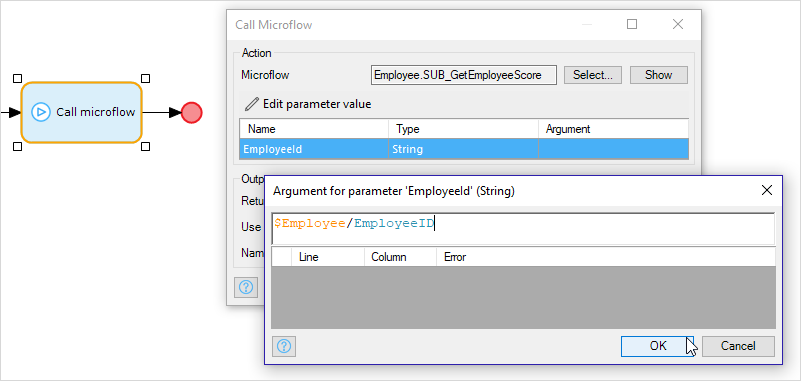 Call microflow
Call Microflow
Action
Microflow
Employee.SUB_GetEmployeeScore
Select...
Show
Edit parameter value
Name Type Argument
EmployeeId String
Outp
Retu
Use
Nam
Argument for parameter 'EmployeeId' (String)
$Employee/EmployeeID
Line Column Error
OK
Cancel